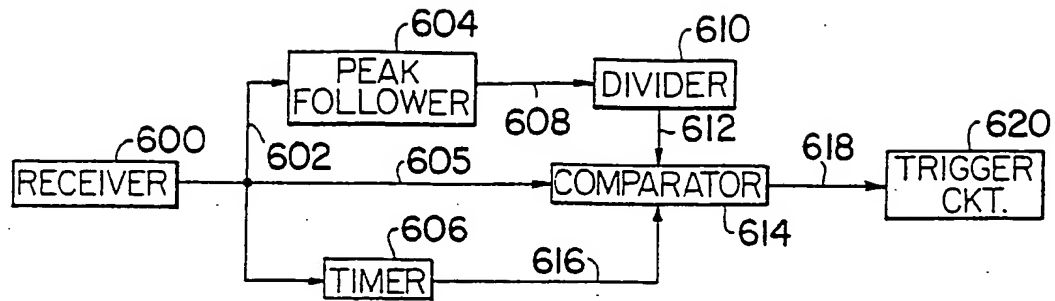 604
PEAK
FOLLOWER
610
DIVIDER
608
612
600
RECEIVER
602
605
COMPARATOR
614
618
620
TRIGGER
CKT.
606
TIMER
616